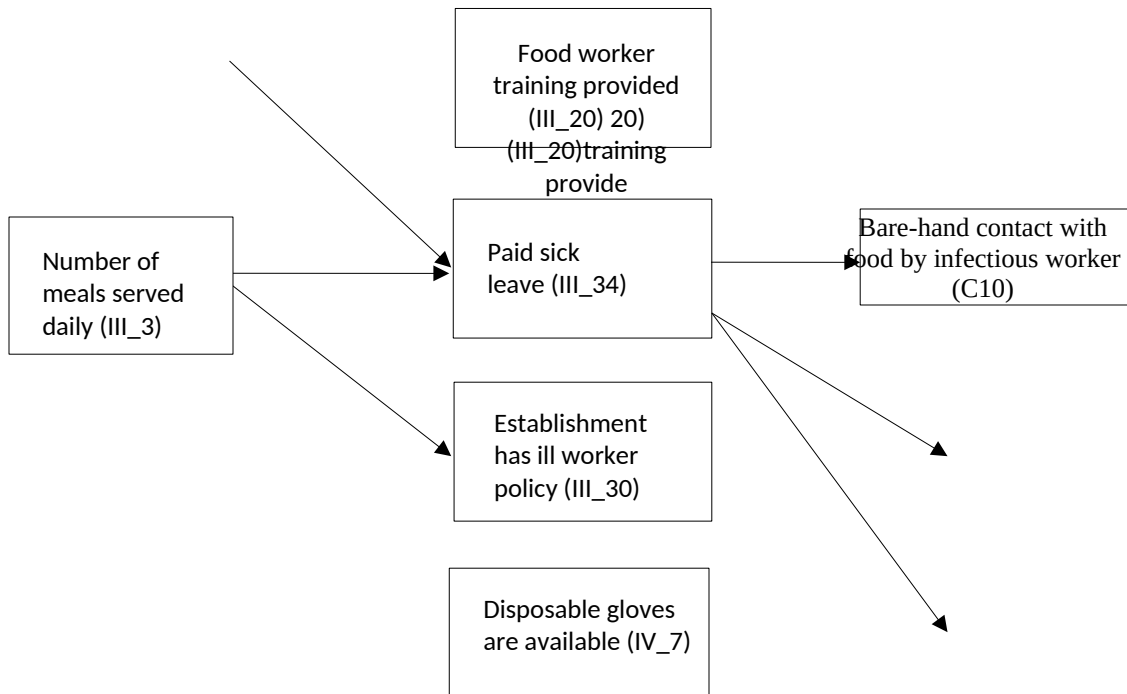 Food worker
training provided
(III_20) 20)
(III_20)training
provide
Number of
meals served
daily (III_3)
Paid sick
leave (III_34)
Bare-hand contact with
food by infectious worker
(C10)
Establishment
has ill worker
policy (III_30)
Disposable gloves
are available (IV_7)